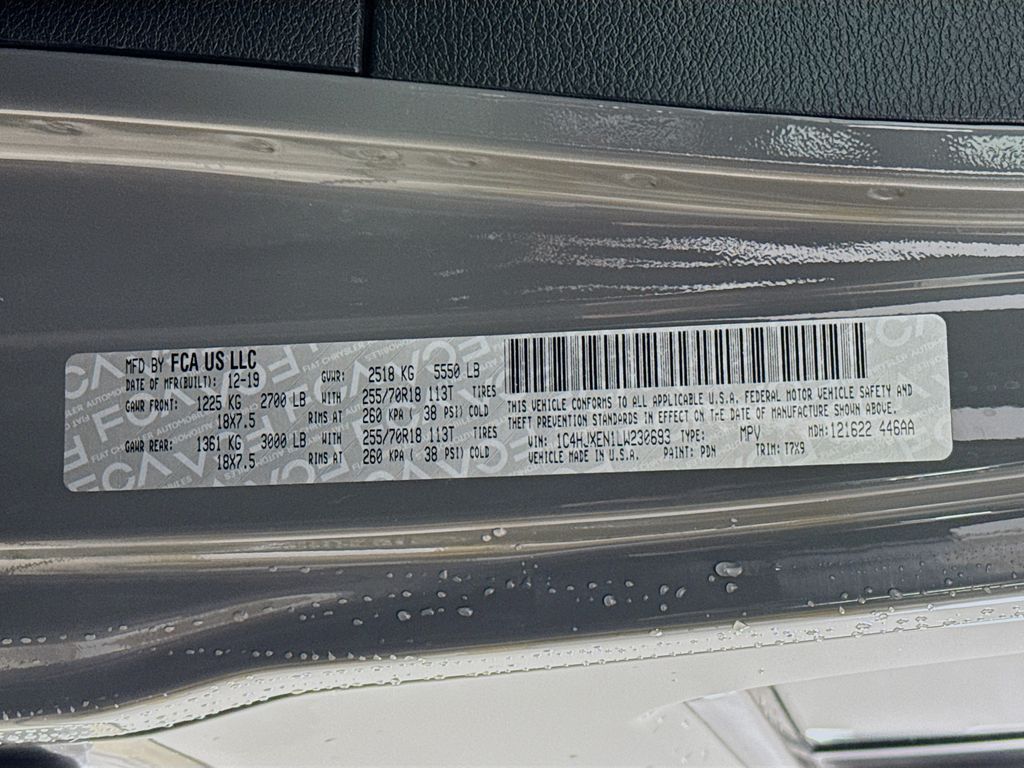 MFD BY FCA US LLC
DATE OF MFR(BUILT): 12-19 GVWR: 2518 KG 5550 LB
GAWR FRONT: 1225 KG 2700 LB WITH 255/70R18 113T TIRES
18X7.5 RIMS AT 260 KPA ( 38 PSI) COLD
GAWR REAR: 1361 KG 3000 LB WITH 255/70R18 113T TIRES
18X7.5 RIMS AT 260 KPA ( 38 PSI) COLD
THIS VEHICLE CONFORMS TO ALL APPLICABLE U.S.A. FEDERAL MOTOR VEHICLE SAFETY AND
THEFT PREVENTION STANDARDS IN EFFECT ON THE DATE OF MANUFACTURE SHOWN ABOVE.
VIN: 1C4HJXEN1LW230693 TYPE: MPV MDH: 121622 446AA
VEHICLE MADE IN U.S.A. PAINT: PDN TRIM: T7X9